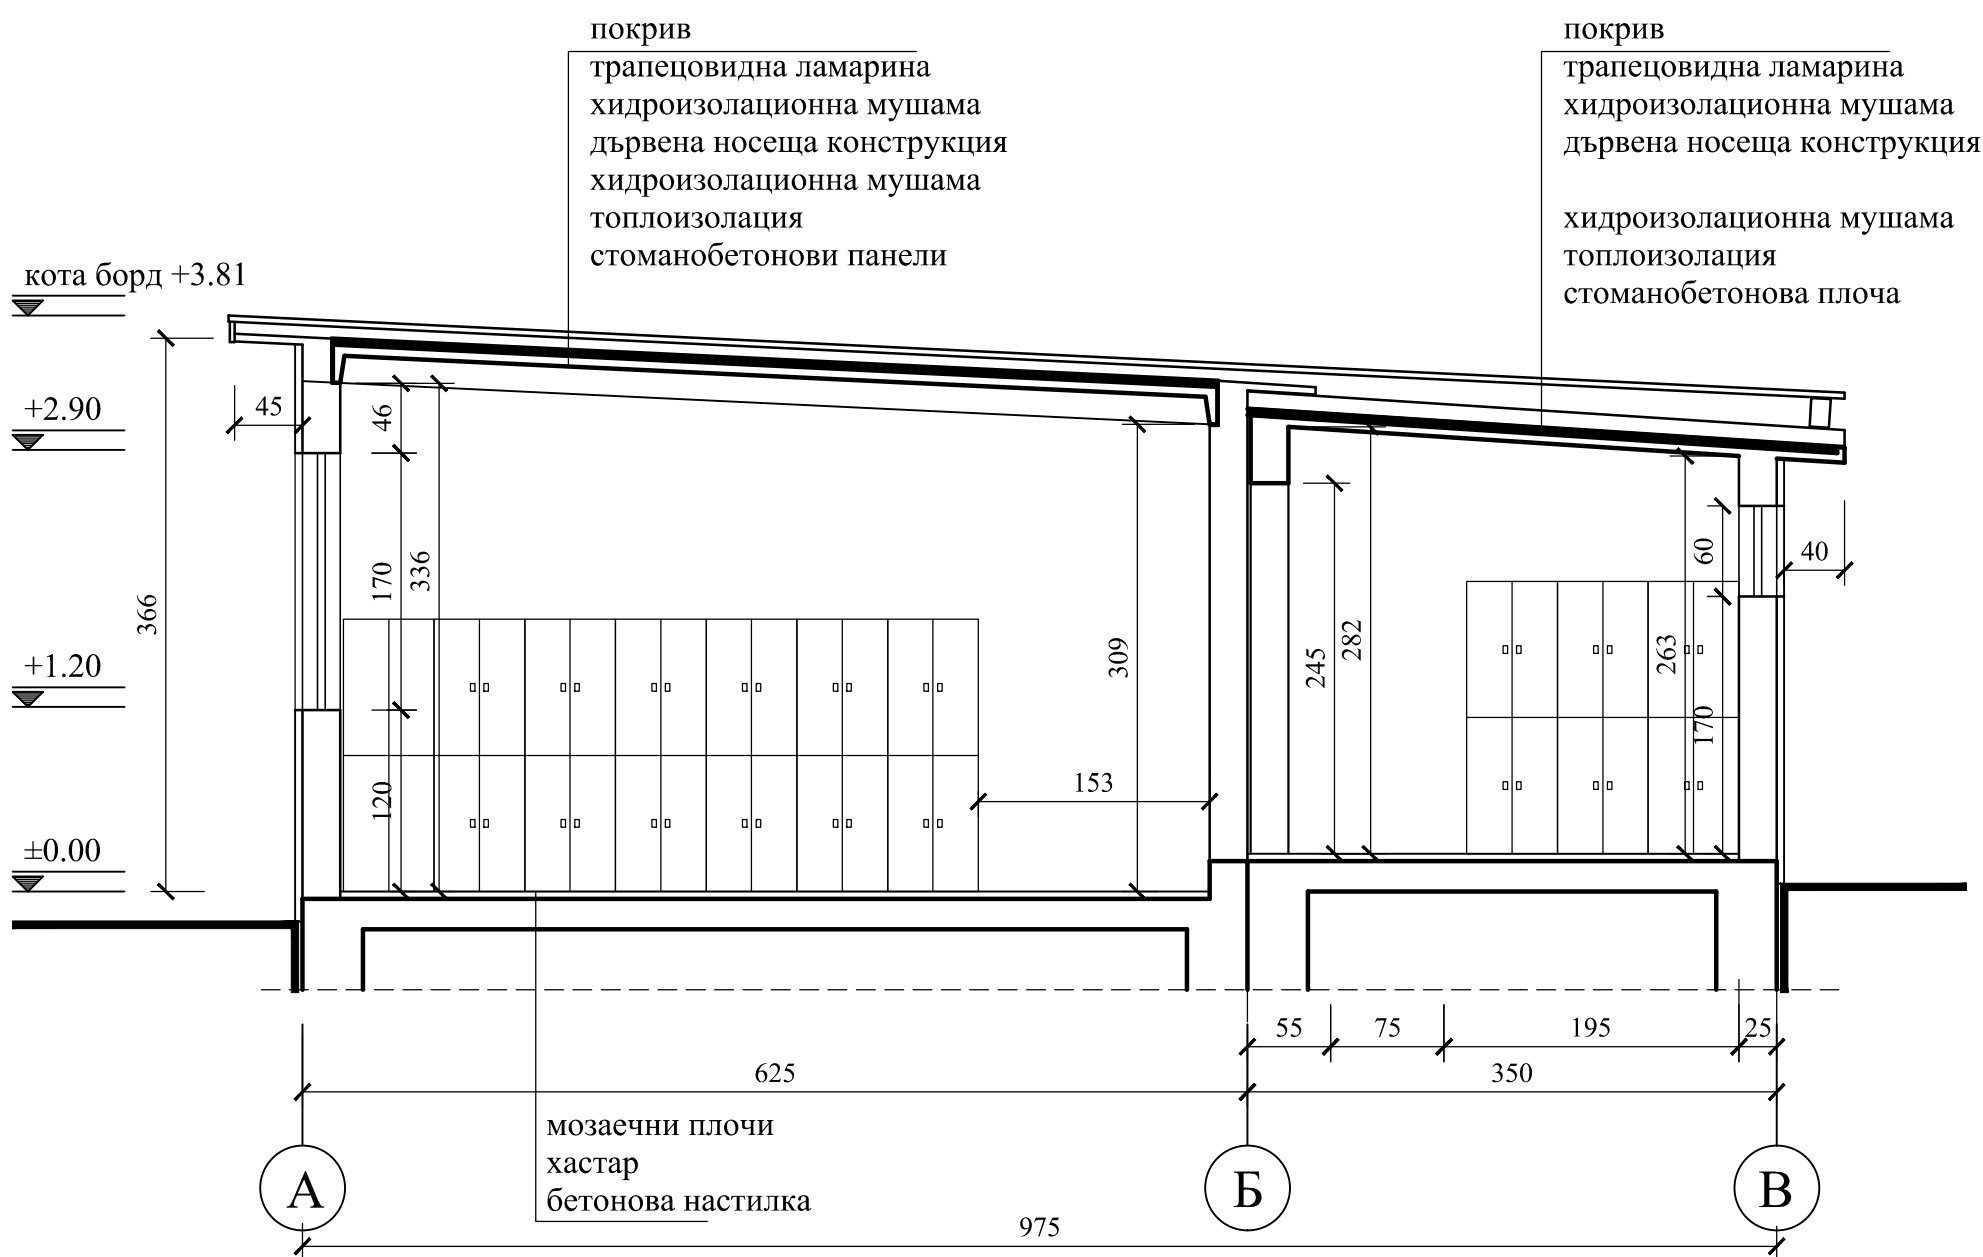 покрив
трапецовидна ламарина
хидроизолационна мушама
дървена носеща конструкция
хидроизолационна мушама
топлоизолация
стоманобетонови панели
покрив
трапецовидна ламарина
хидроизолационна мушама
дървена носеща конструкция
хидроизолационна мушама
топлоизолация
стоманобетонова плоча
кота борд +3.81
+2.90
+1.20
±0.00
366
45
46
170
336
120
153
309
245
282
263
60
170
40
55
75
195
25
625
350
мозаечни плочи
хастар
бетонова настилка
А
Б
В
975